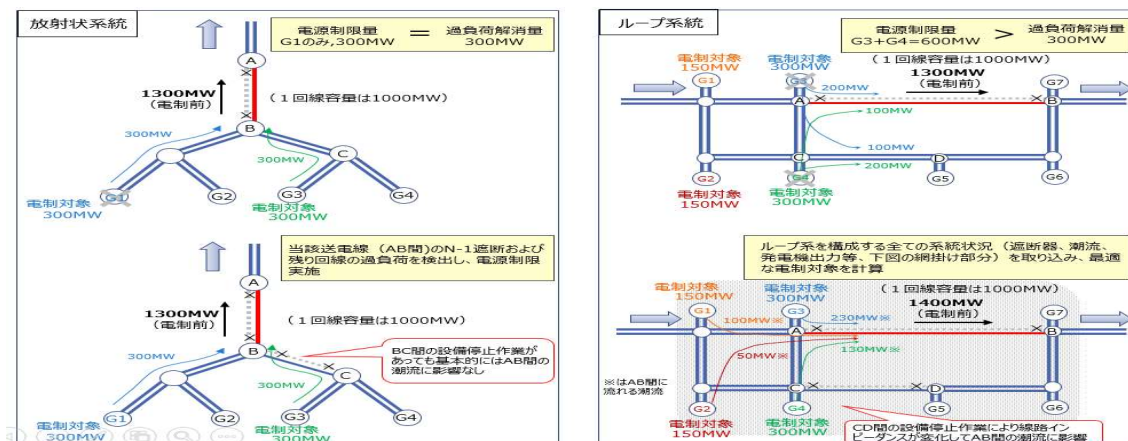 放射状系統
電源制限量
G1のみ,300MW
=
過負荷解消量
300MW
A
1300MW
(電制前)
(1回線容量は1000MW)
B
300MW
300MW
C
G1
G2
G3
G4
電制対象
300MW
電制対象
300MW
当該送電線(AB間)のN-1遮断および
残り回線の過負荷を検出し、電源制限
実施
A
1300MW
(電制前)
(1回線容量は1000MW)
B
BC間の設備停止作業が
あっても基本的にはAB間の
潮流に影響なし
300MW
300MW
C
G1
G2
G3
G4
電制対象
300MW
電制対象
300MW
ループ系統
電源制限量
G3+G4=600MW
>
過負荷解消量
300MW
電制対象
150MW
電制対象
300MW
(1回線容量は1000MW)
1300MW
(電制前)
G1
G3
G7
200MW
A
B
100MW
100MW
C
D
200MW
G2
G4
G5
G6
電制対象
150MW
電制対象
300MW
ループ系を構成する全ての系統状況(遮断器、潮流、
発電機出力等、下図の網掛け部分)を取り込み、最適
な電制対象を計算
電制対象
150MW
電制対象
300MW
(1回線容量は1000MW)
1400MW
(電制前)
G1
G3
G7
100MW※
230MW※
A
B
50MW※
130MW※
※はAB間に
流れる潮流
C
D
G2
G4
G5
G6
電制対象
150MW
電制対象
300MW
CD間の設備停止作業により線路イン
ピーダンスが変化してAB間の潮流に影響